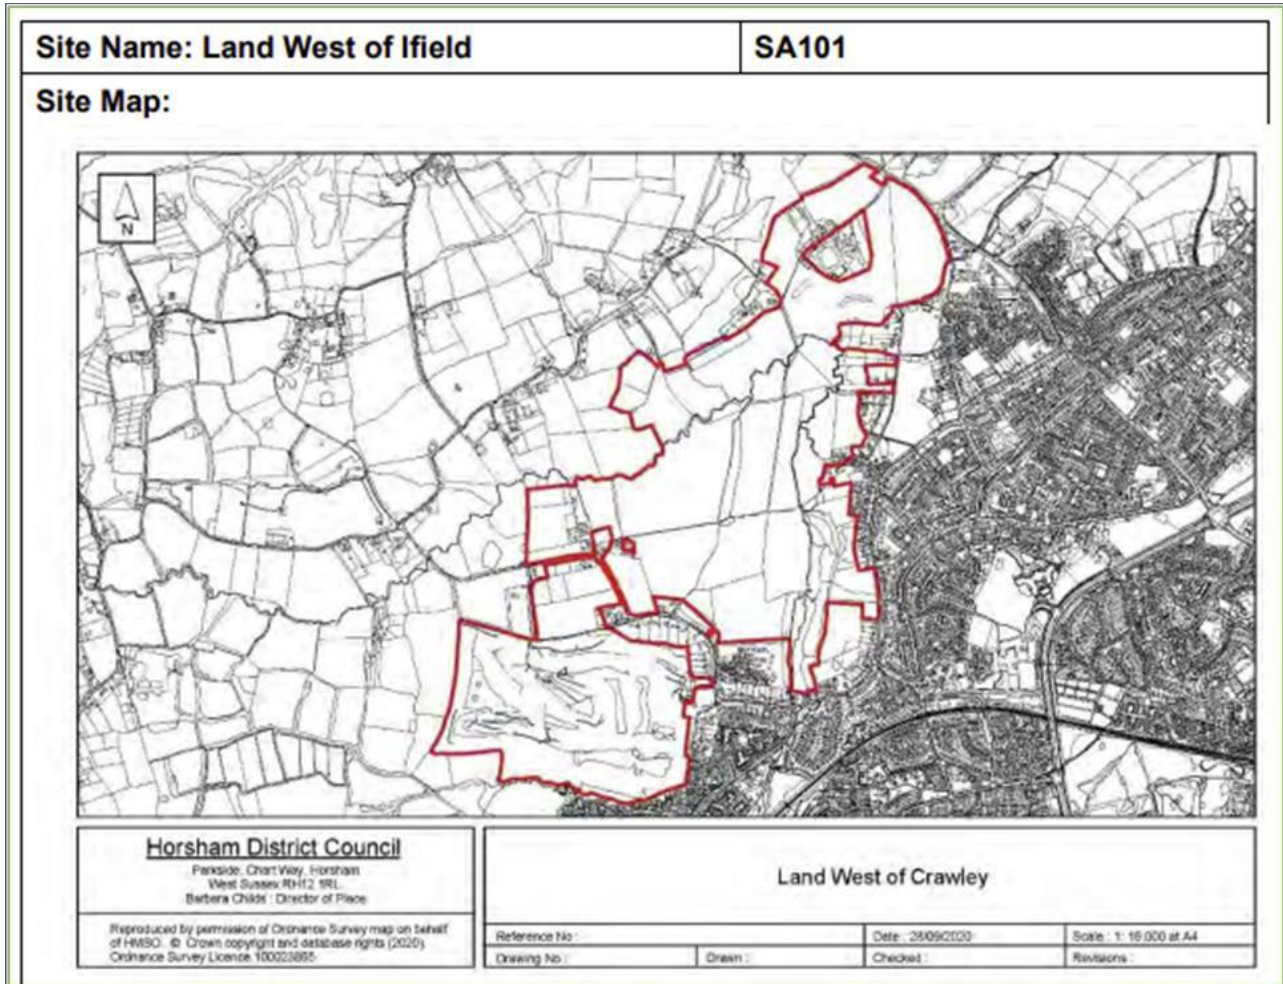 Site Name: Land West of Ifield
SA101
Site Map:
N
Horsham District Council
Parkside, Chart Way, Horsham
West Sussex RH12 1RL
Barbara Childs : Director of Place
Reproduced by permission of Ordnance Survey map on behalf
of HMSO. © Crown copyright and database rights (2020).
Ordnance Survey Licence.100023865
Land West of Crawley
Reference No :
Date : 28/09/2020
Scale : 1: 16,000 at A4
Drawing No :
Drawn :
Checked :
Revisions :